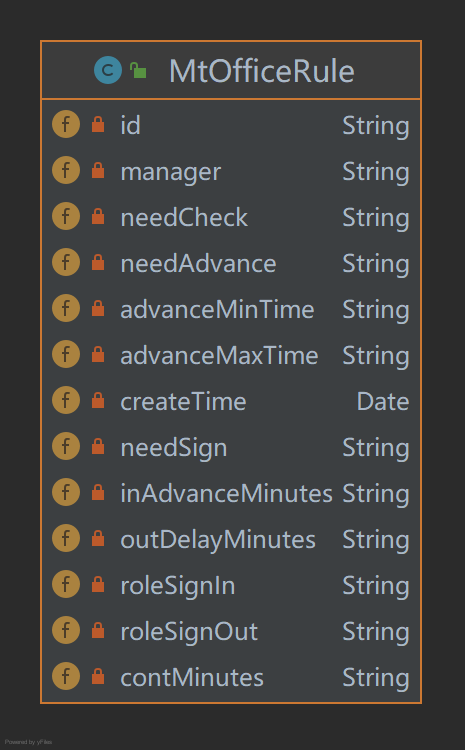 C MtOfficeRule
f id String
f manager String
f needCheck String
f needAdvance String
f advanceMinTime String
f advanceMaxTime String
f createTime Date
f needSign String
f inAdvanceMinutes String
f outDelayMinutes String
f roleSignIn String
f roleSignOut String
f contMinutes String
Powered by yFiles